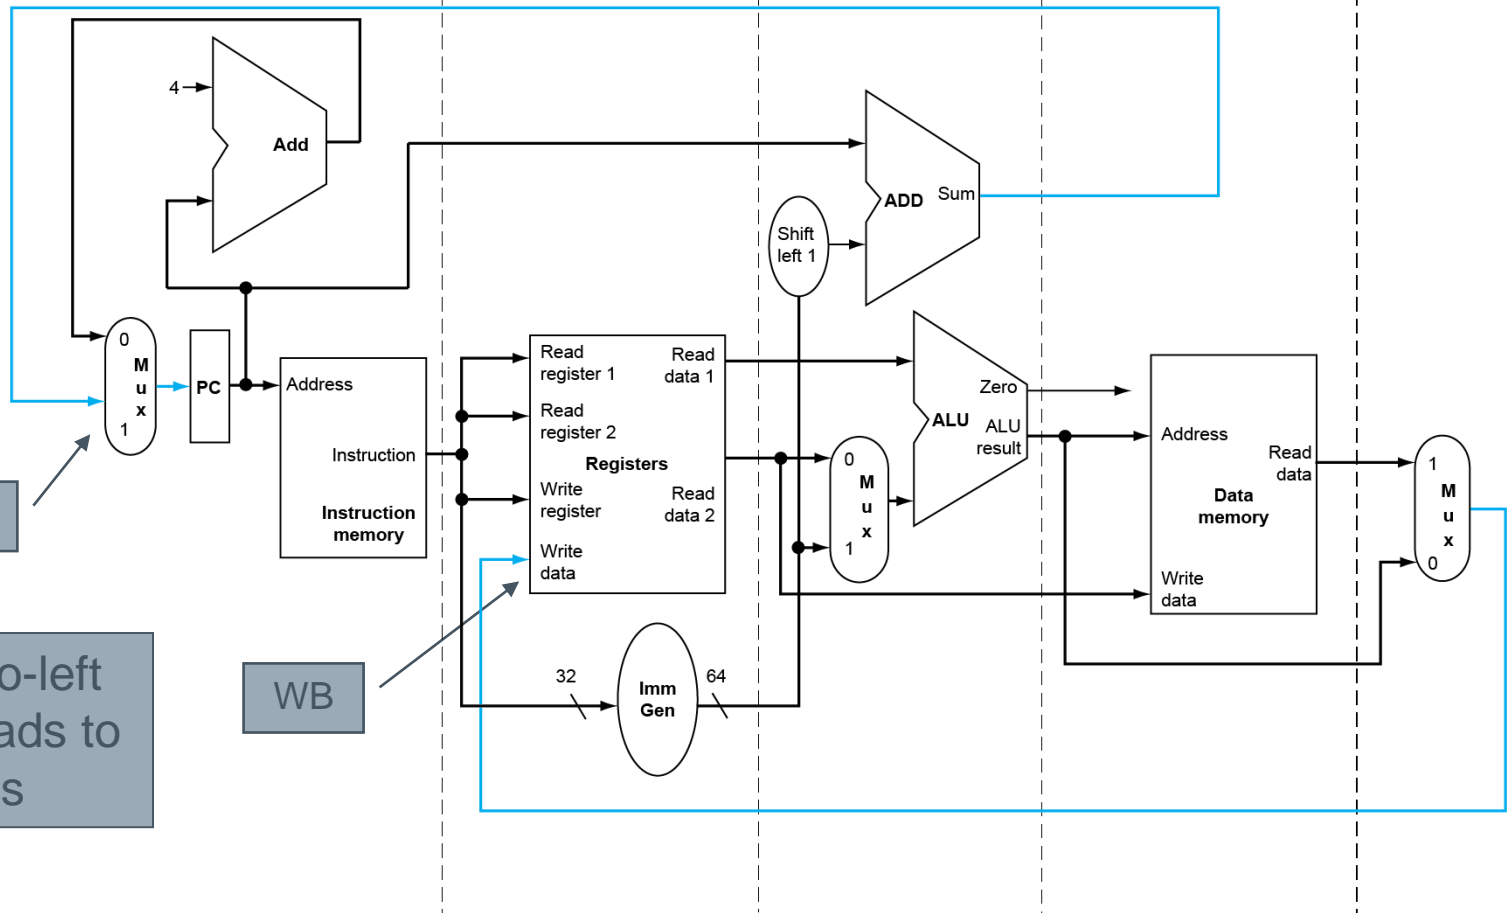 4
Add
ADD
Sum
Shift
left 1
0
M
u
x
1
PC
Address
Instruction
Instruction
memory
Read
register 1
Read
register 2
Write
register
Write
data
Registers
Read
data 1
Read
data 2
0
M
u
x
1
Zero
ALU
ALU
result
Address
Write
data
Data
memory
Read
data
1
M
u
x
0
32
Imm
Gen
64
WB
o-left
ads to
s